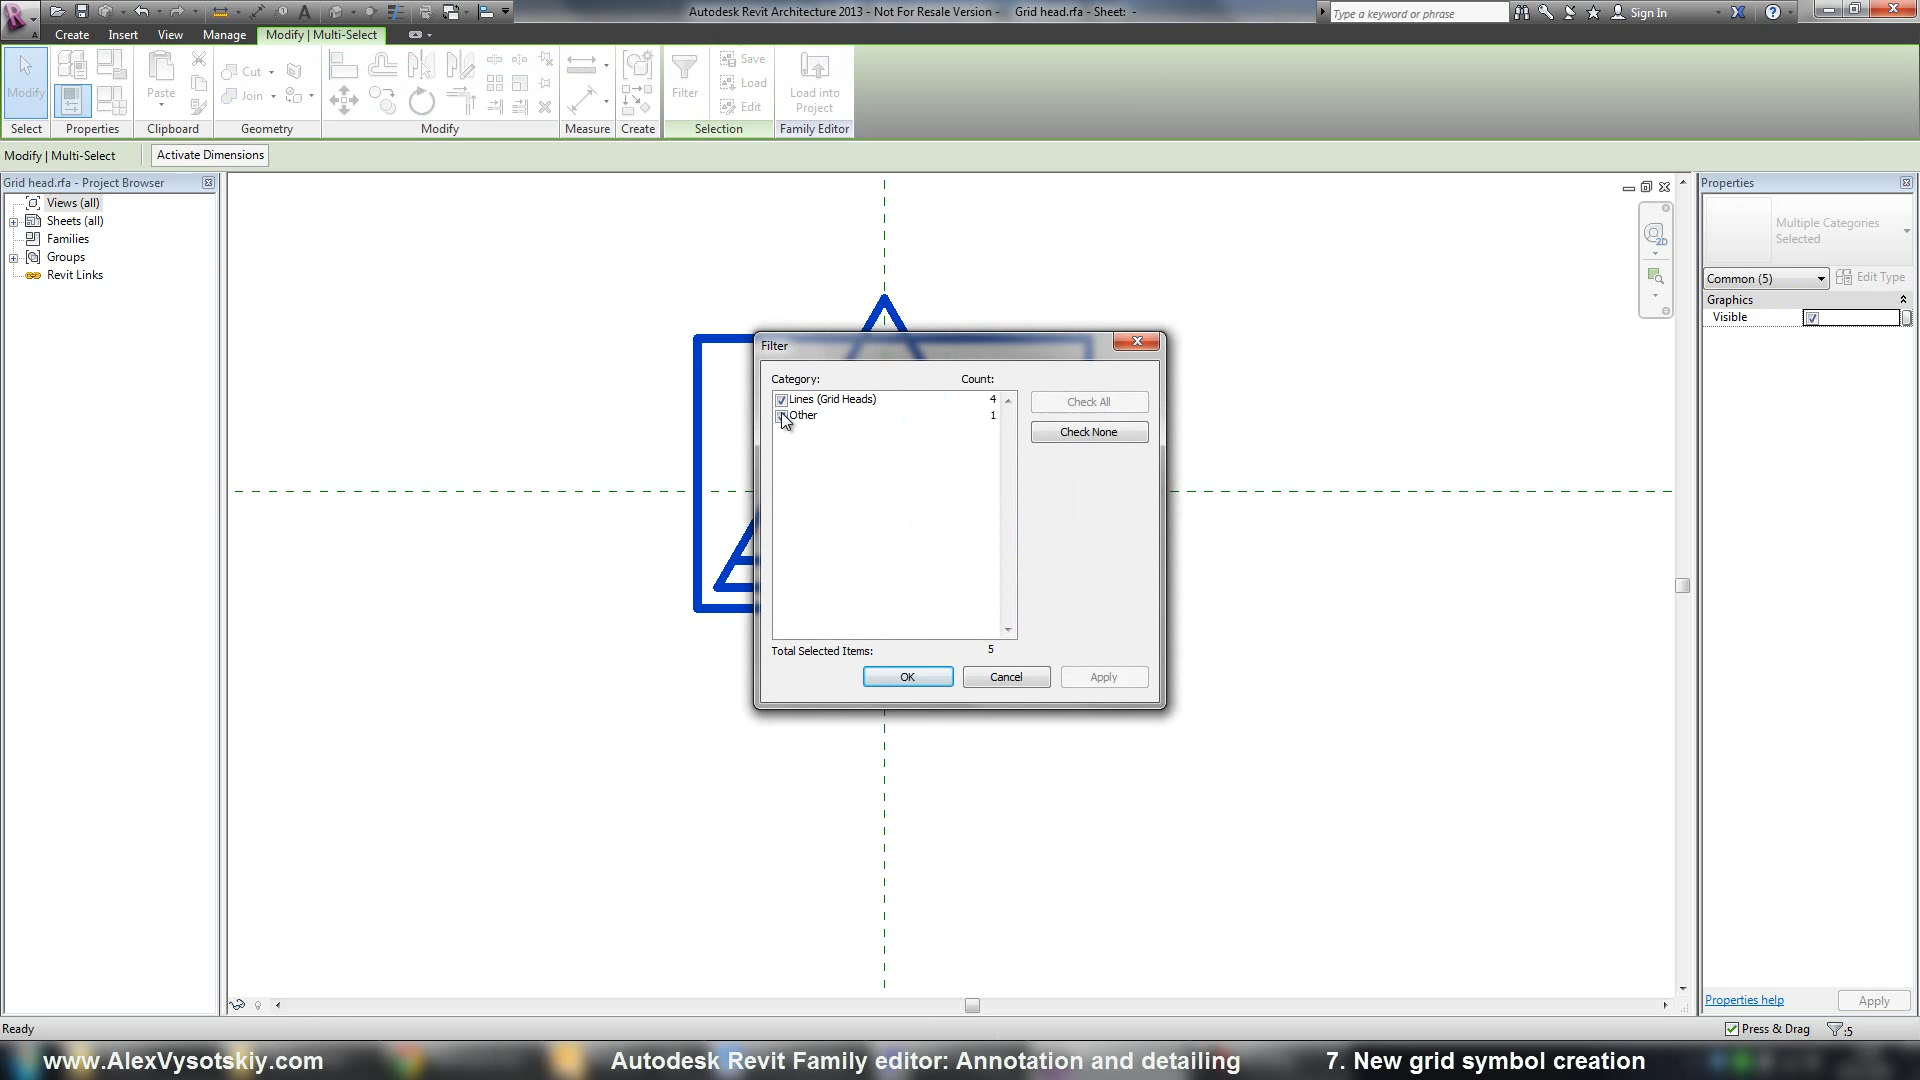 Autodesk Revit Architecture 2013 - Not For Resale Version -    Grid head.rfa - Sheet:  -
Type a keyword or phrase
Sign In
Create
Insert
View
Manage
Modify | Multi-Select
Modify
Paste
Cut
Join
Filter
Save
Load
Edit
Load into
Project
Select
Properties
Clipboard
Geometry
Modify
Measure
Create
Selection
Family Editor
Modify | Multi-Select
Activate Dimensions
Grid head.rfa - Project Browser
Views (all)
Sheets (all)
Families
Groups
Revit Links
2D
Filter
Category:
Count:
Lines (Grid Heads) 4
Other 1
Check All
Check None
Total Selected Items: 5
OK
Cancel
Apply
Properties
Multiple Categories
Selected
Common (5)
Edit Type
Graphics
Visible
Properties help
Apply
Ready
Press & Drag
:5
www.AlexVysotskiy.com
Autodesk Revit Family editor: Annotation and detailing
7. New grid symbol creation